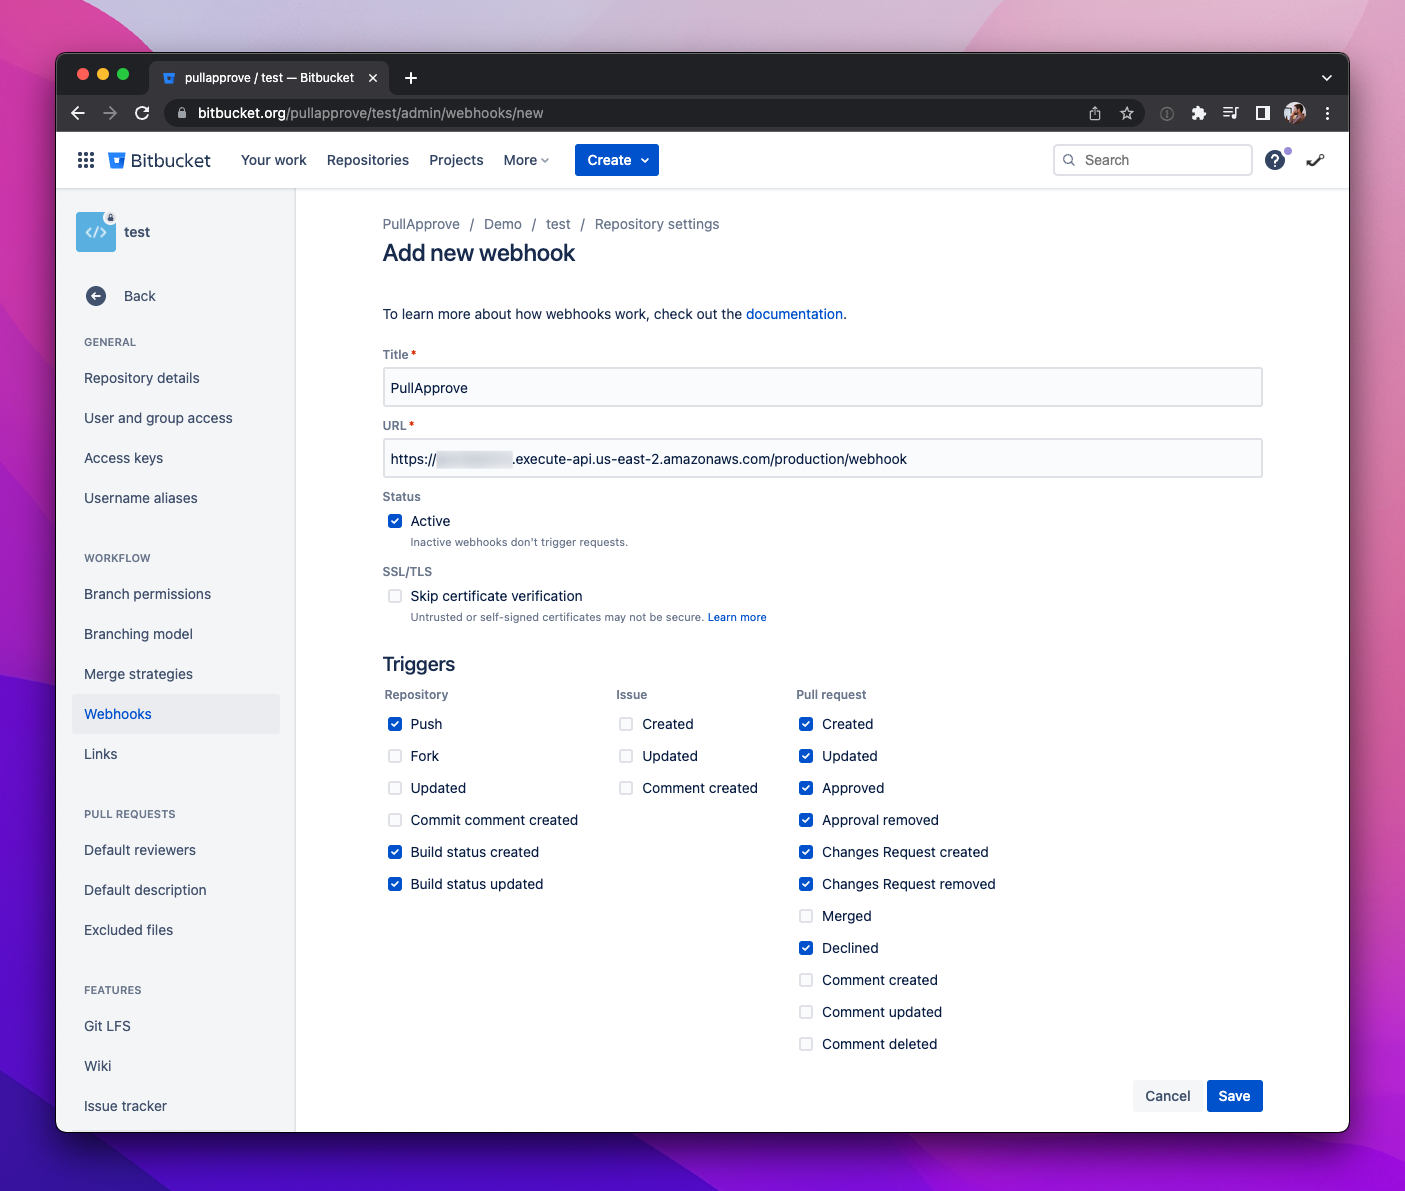 pullapprove / test — Bitbucket
bitbucket.org/pullapprove/test/admin/webhooks/new
Bitbucket
Your work
Repositories
Projects
More
Create
Search
test
Back
GENERAL
Repository details
User and group access
Access keys
Username aliases
WORKFLOW
Branch permissions
Branching model
Merge strategies
Webhooks
Links
PULL REQUESTS
Default reviewers
Default description
Excluded files
FEATURES
Git LFS
Wiki
Issue tracker
PullApprove / Demo / test / Repository settings
Add new webhook
To learn more about how webhooks work, check out the documentation.
Title *
PullApprove
URL *
https:// .execute-api.us-east-2.amazonaws.com/production/webhook
Status
Active
Inactive webhooks don't trigger requests.
SSL/TLS
Skip certificate verification
Untrusted or self-signed certificates may not be secure. Learn more
Triggers
Repository
Push
Fork
Updated
Commit comment created
Build status created
Build status updated
Issue
Created
Updated
Comment created
Pull request
Created
Updated
Approved
Approval removed
Changes Request created
Changes Request removed
Merged
Declined
Comment created
Comment updated
Comment deleted
Cancel
Save